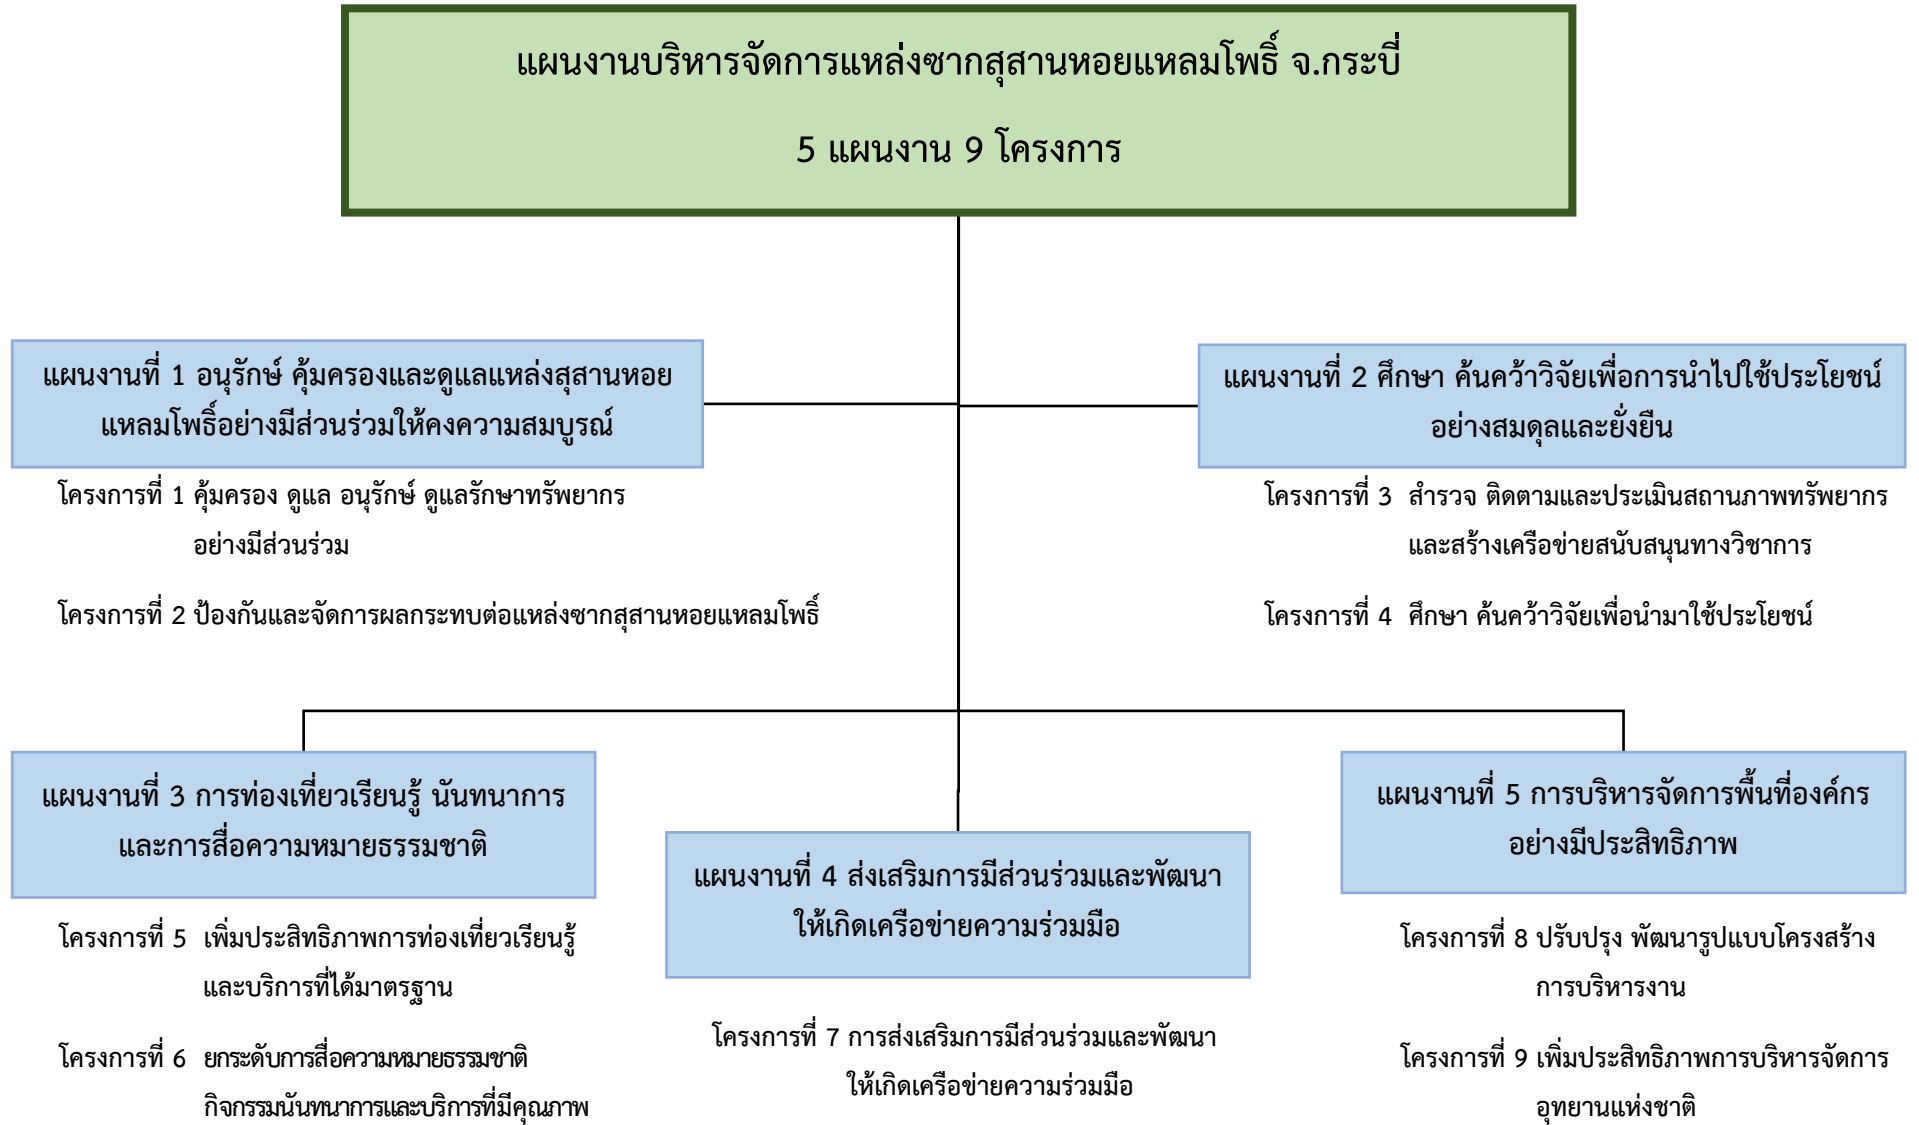 แผนงานบริหารจัดการแหล่งซากสุสานหอยแหลมโพธิ์ จ.กระบี่
5 แผนงาน 9 โครงการ
แผนงานที่ 1 อนุรักษ์ คุ้มครองและดูแลแหล่งสุสานหอย
แหลมโพธิ์อย่างมีส่วนร่วมให้คงความสมบูรณ์
โครงการที่ 1 คุ้มครอง ดูแล อนุรักษ์ ดูแลรักษาทรัพยากร
อย่างมีส่วนร่วม
โครงการที่ 2 ป้องกันและจัดการผลกระทบต่อแหล่งซากสุสานหอยแหลมโพธิ์
แผนงานที่ 2 ศึกษา ค้นคว้าวิจัยเพื่อการนำไปใช้ประโยชน์
อย่างสมดุลและยั่งยืน
โครงการที่ 3 สำรวจ ติดตามและประเมินสถานภาพทรัพยากร
และสร้างเครือข่ายสนับสนุนทางวิชาการ
โครงการที่ 4 ศึกษา ค้นคว้าวิจัยเพื่อนำมาใช้ประโยชน์
แผนงานที่ 3 การท่องเที่ยวเรียนรู้ นันทนาการ
และการสื่อความหมายธรรมชาติ
โครงการที่ 5 เพิ่มประสิทธิภาพการท่องเที่ยวเรียนรู้
และบริการที่ได้มาตรฐาน
โครงการที่ 6 ยกระดับการสื่อความหมายธรรมชาติ
กิจกรรมนันทนาการและบริการที่มีคุณภาพ
แผนงานที่ 4 ส่งเสริมการมีส่วนร่วมและพัฒนา
ให้เกิดเครือข่ายความร่วมมือ
โครงการที่ 7 การส่งเสริมการมีส่วนร่วมและพัฒนา
ให้เกิดเครือข่ายความร่วมมือ
แผนงานที่ 5 การบริหารจัดการพื้นที่องค์กร
อย่างมีประสิทธิภาพ
โครงการที่ 8 ปรับปรุง พัฒนารูปแบบโครงสร้าง
การบริหารงาน
โครงการที่ 9 เพิ่มประสิทธิภาพการบริหารจัดการ
อุทยานแห่งชาติ